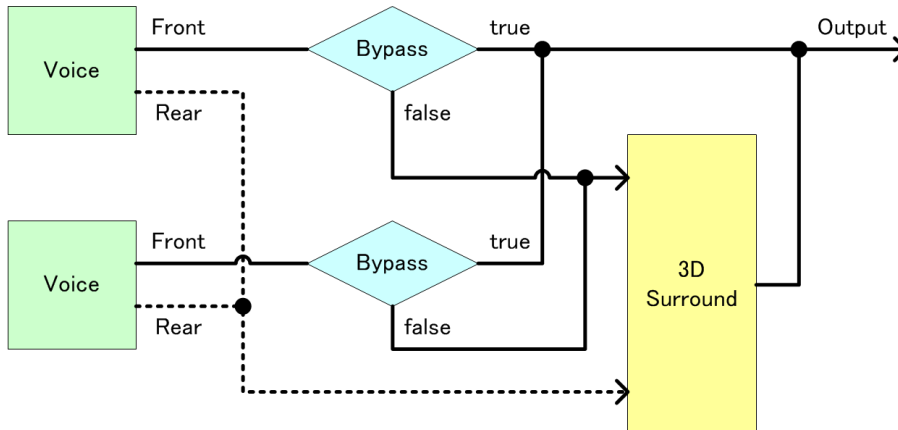 Front
true
Output
Voice
Bypass
Rear
false
Front
true
Voice
Bypass
3D
Surround
Rear
false